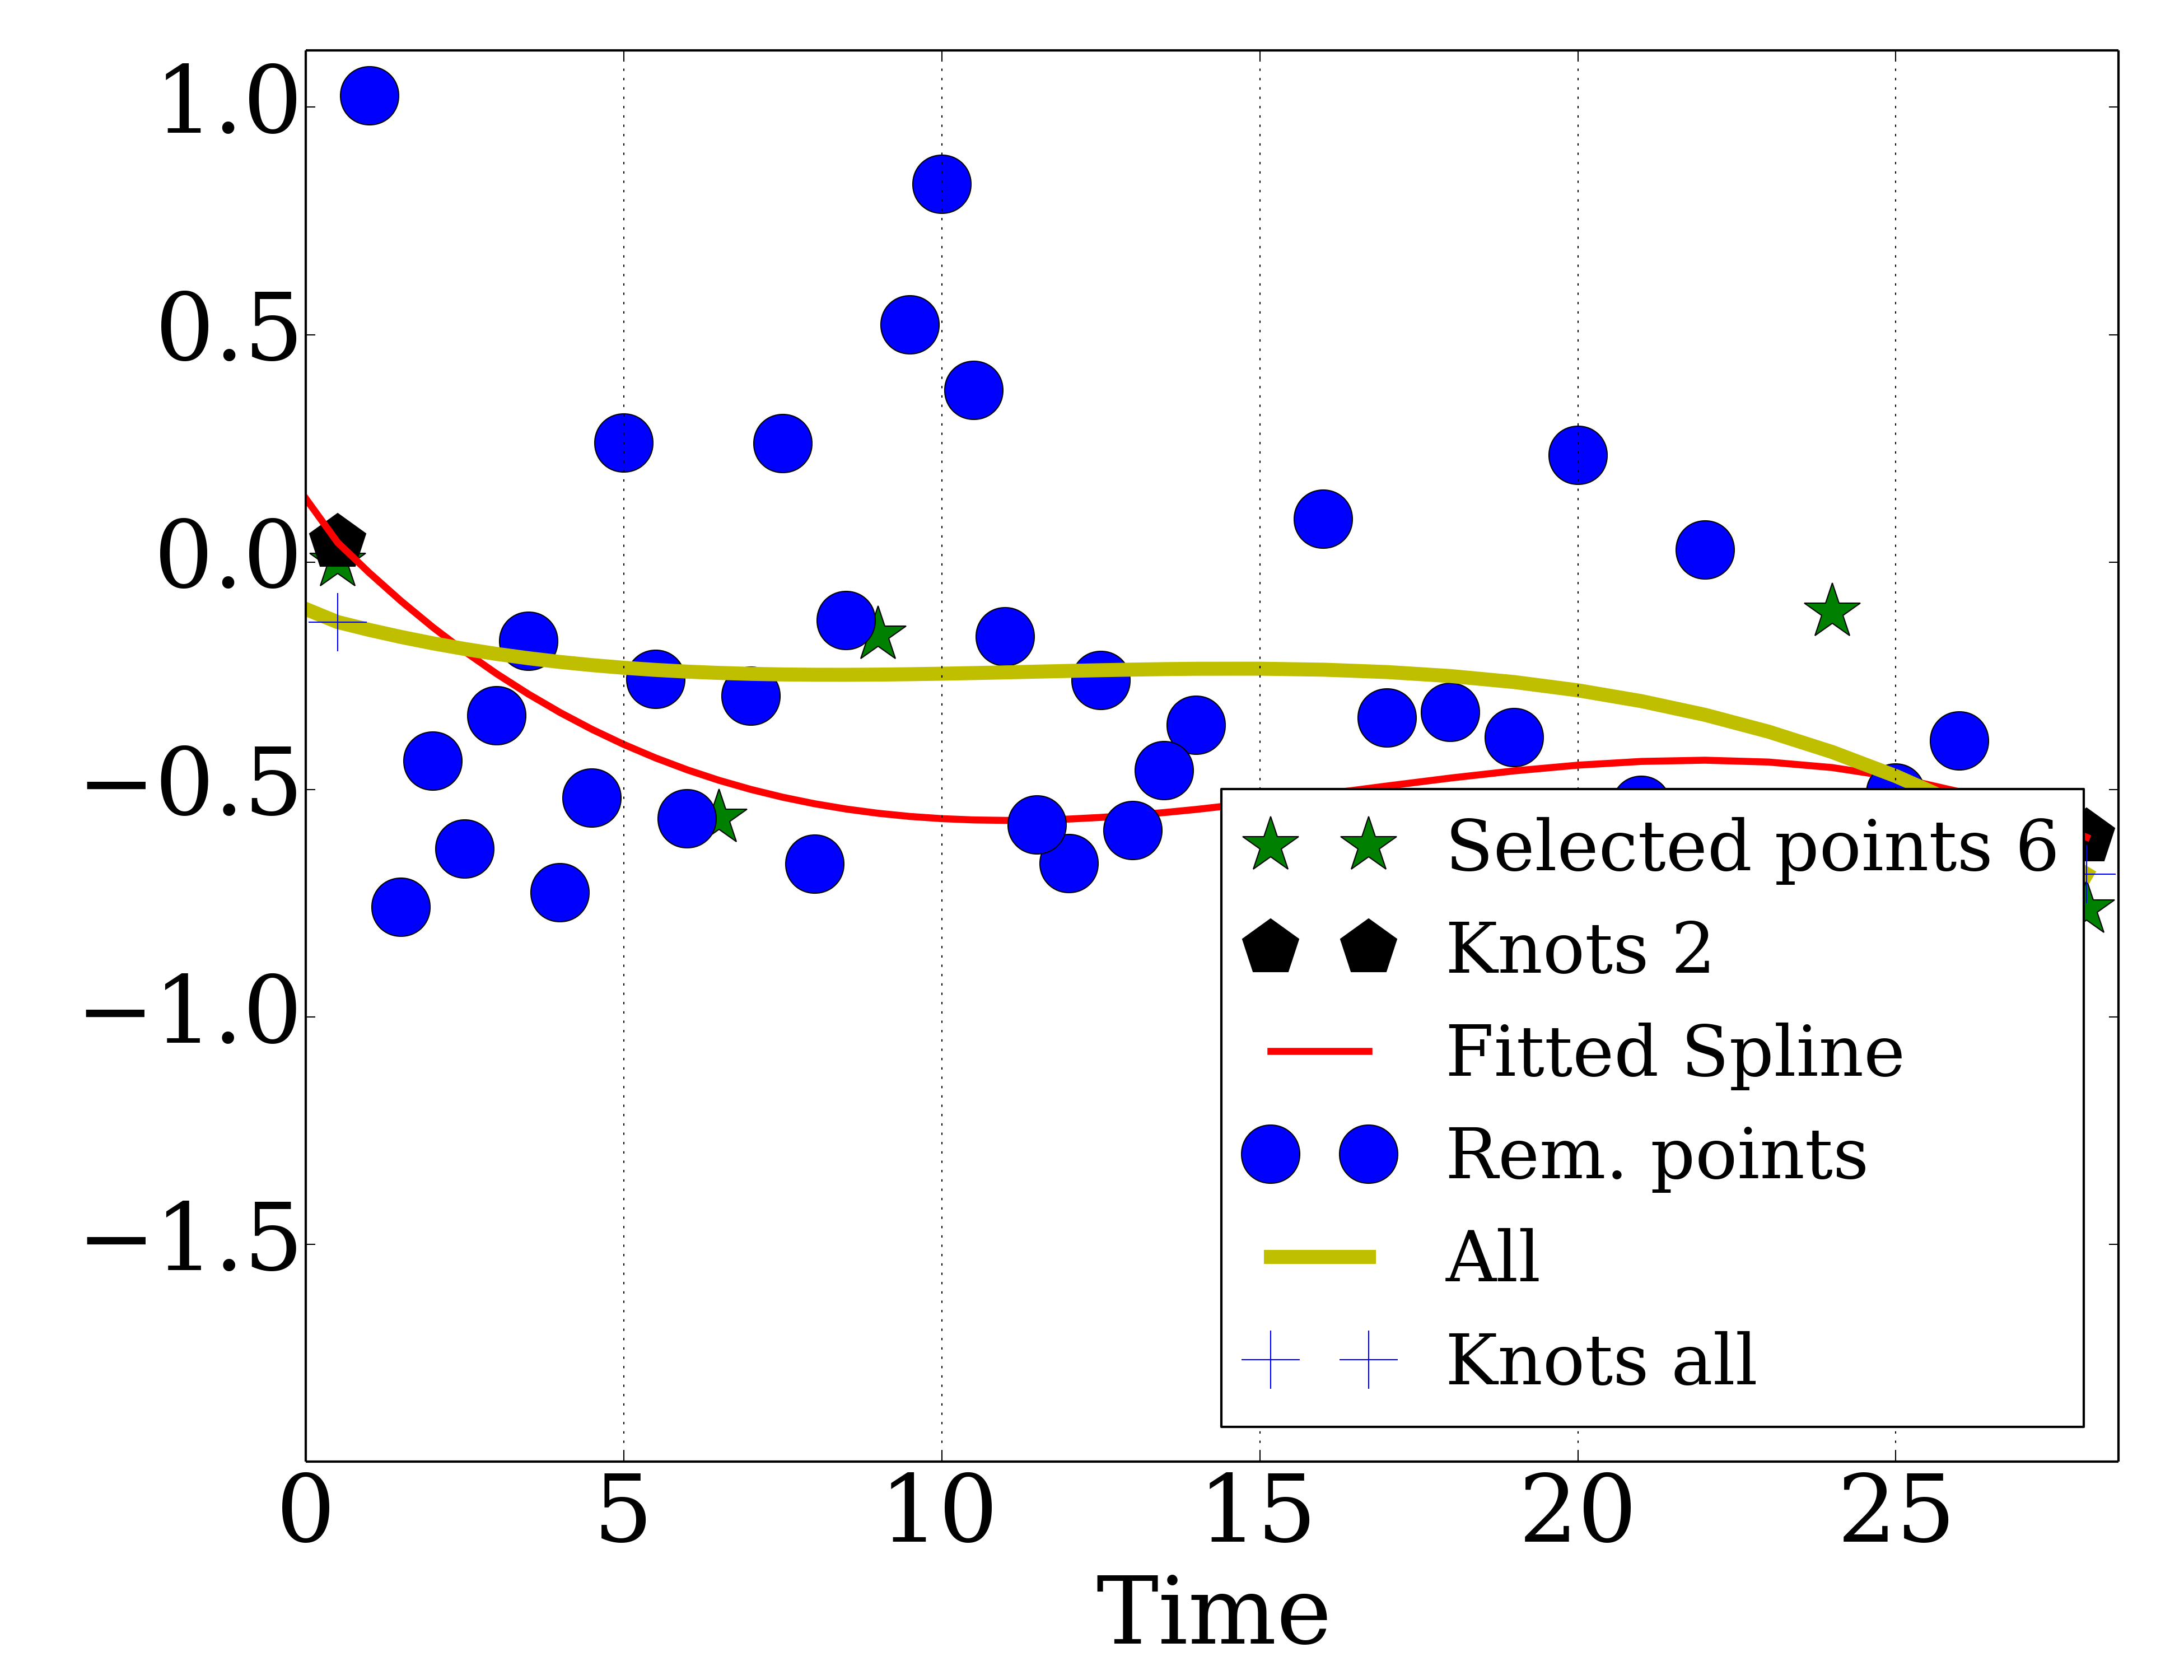 1.0
0.5
0.0
−0.5
−1.0
−1.5
Selected points 6
Knots 2
Fitted Spline
Rem. points
All
Knots all
0 5 10 15 20 25
Time